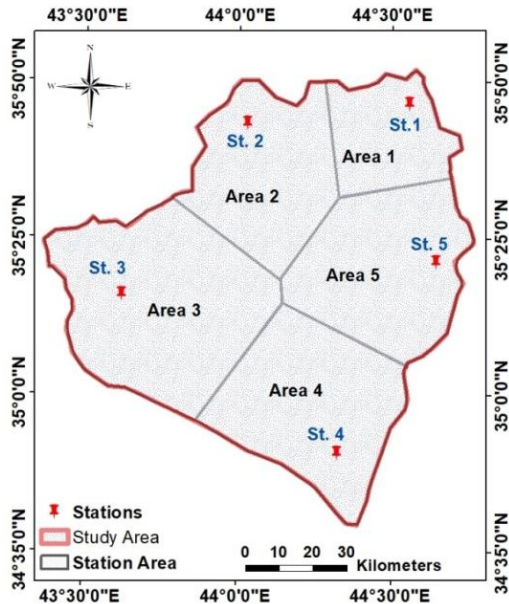 43°30'0"E 44°0'0"E 44°30'0"E
35°50'0"N
35°50'0"N
N
W E
S
St.1
St. 2
Area 1
Area 2
35°25'0"N
35°25'0"N
St. 5
St. 3
Area 5
Area 3
35°0'0"N
35°0'0"N
Area 4
St. 4
Stations
Study Area
Station Area
0 10 20 30
Kilometers
34°35'0"N
34°35'0"N
43°30'0"E 44°0'0"E 44°30'0"E